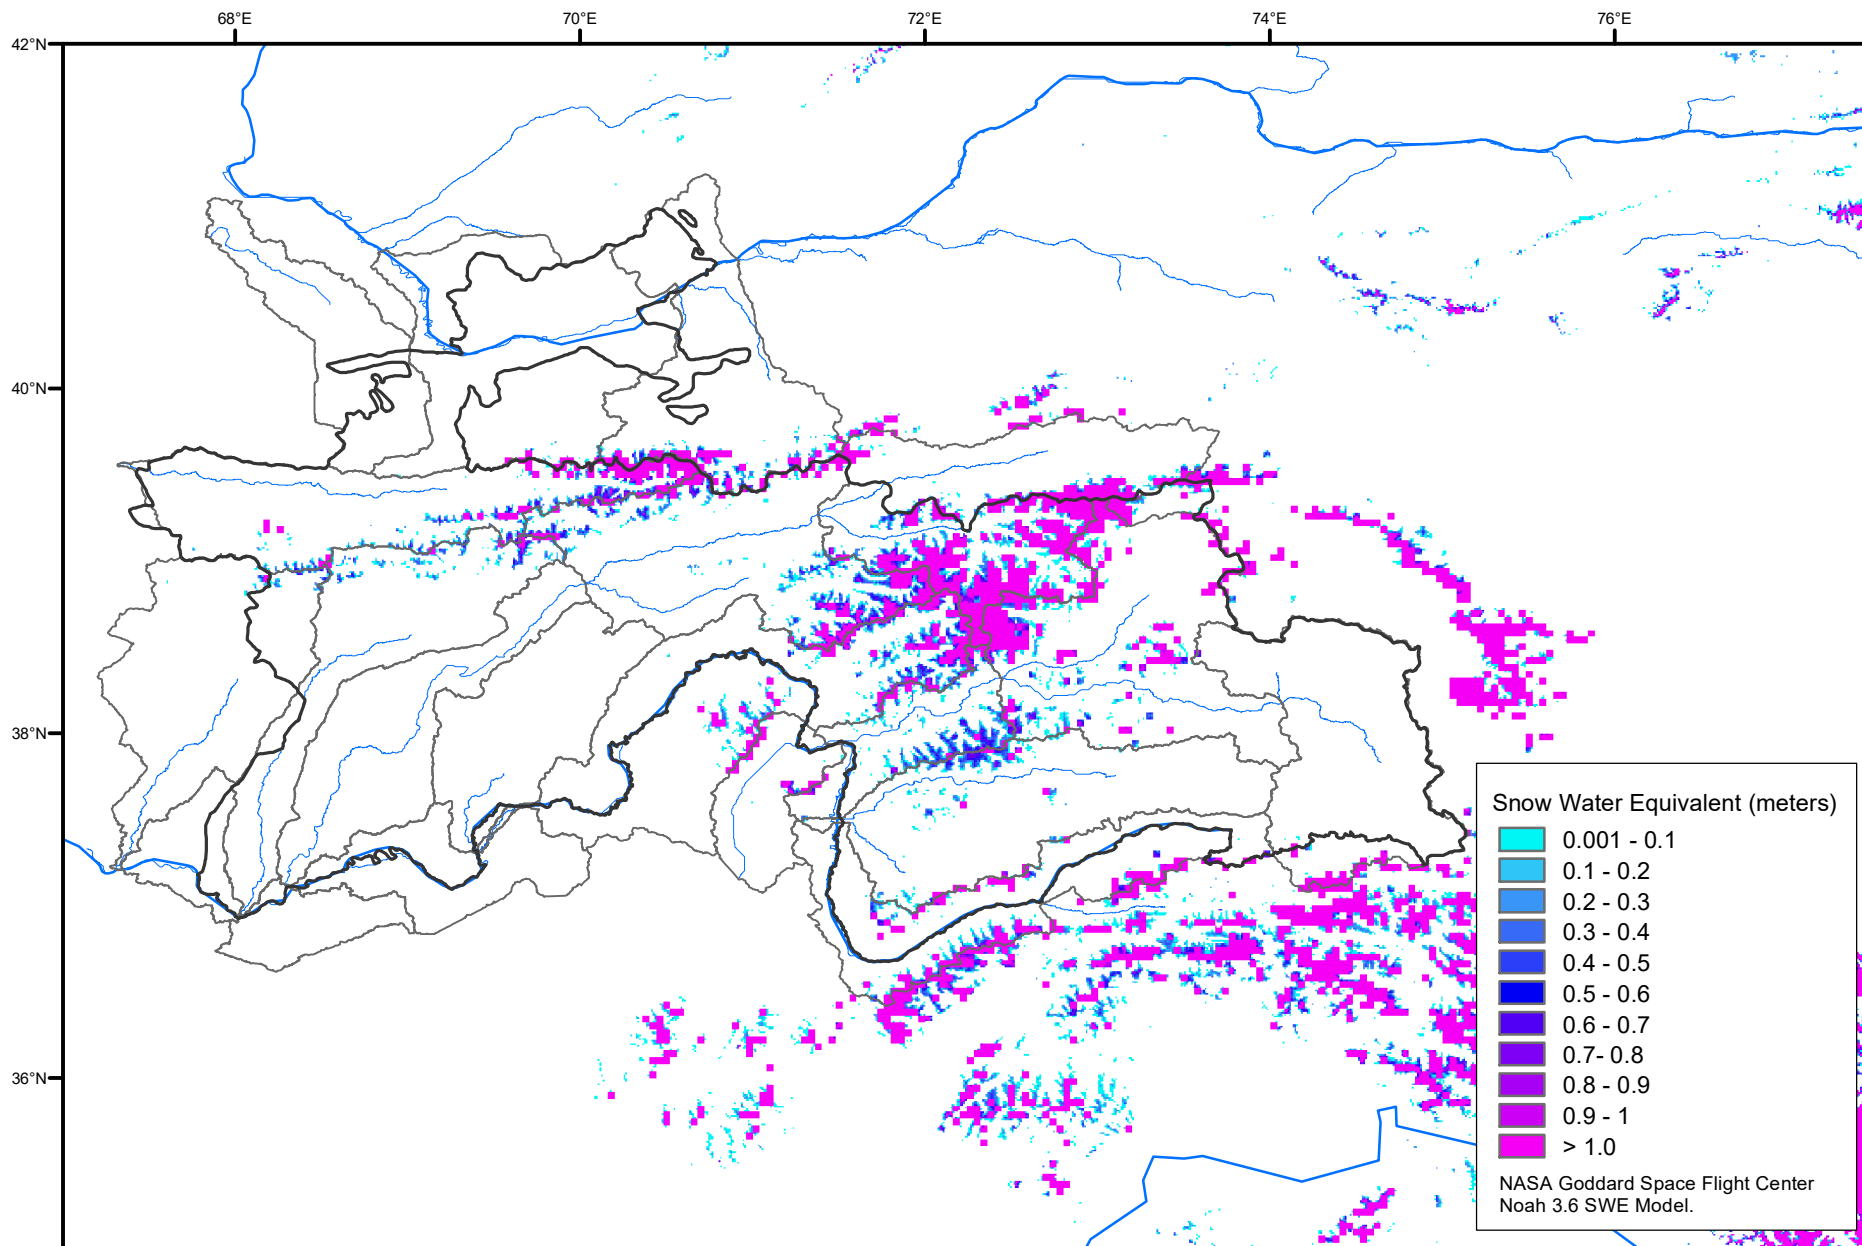 68°E 70°E 72°E 74°E 76°E
42°N
40°N
38°N
36°N
Snow Water Equivalent (meters)
0.001 - 0.1
0.1 - 0.2
0.2 - 0.3
0.3 - 0.4
0.4 - 0.5
0.5 - 0.6
0.6 - 0.7
0.7- 0.8
0.8 - 0.9
0.9 - 1
> 1.0
NASA Goddard Space Flight Center
Noah 3.6 SWE Model.